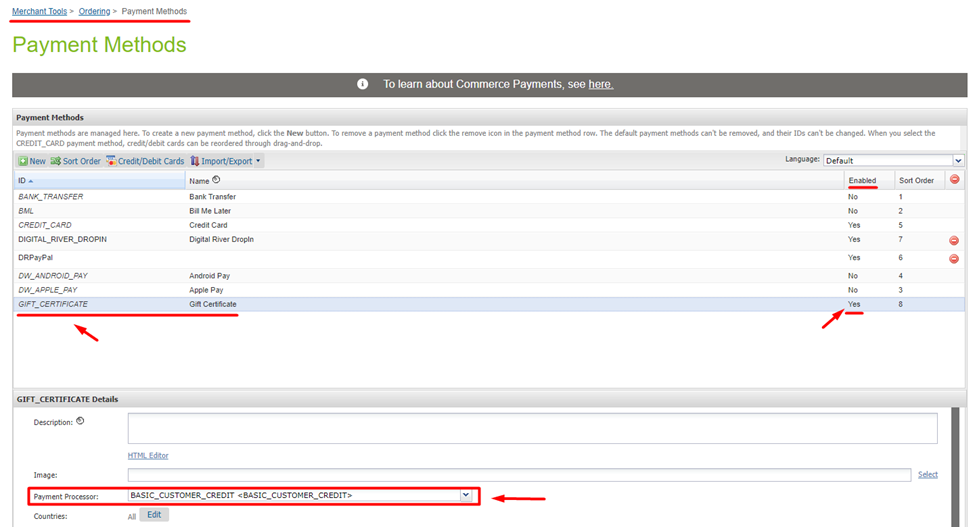 Merchant Tools > Ordering > Payment Methods
Payment Methods
To learn about Commerce Payments, see here.
Payment Methods
Payment methods are managed here. To create a new payment method, click the New button. To remove a payment method click the remove icon in the payment method row. The default payment methods can't be removed, and their IDs can't be changed. When you select the
CREDIT_CARD payment method, credit/debit cards can be reordered through drag-and-drop.
New Sort Order Credit/Debit Cards Import/Export Language: Default
ID Name Enabled Sort Order
BANK_TRANSFER Bank Transfer No 1
BML Bill Me Later No 2
CREDIT_CARD Credit Card Yes 5
DIGITAL_RIVER_DROPIN Digital River DropIn Yes 7
DRPayPal Yes 6
DW_ANDROID_PAY Android Pay No 4
DW_APPLE_PAY Apple Pay No 3
GIFT_CERTIFICATE Gift Certificate Yes 8
GIFT_CERTIFICATE Details
Description:
HTML Editor
Image: Select
Payment Processor: BASIC_CUSTOMER_CREDIT <BASIC_CUSTOMER_CREDIT>
Countries: All Edit